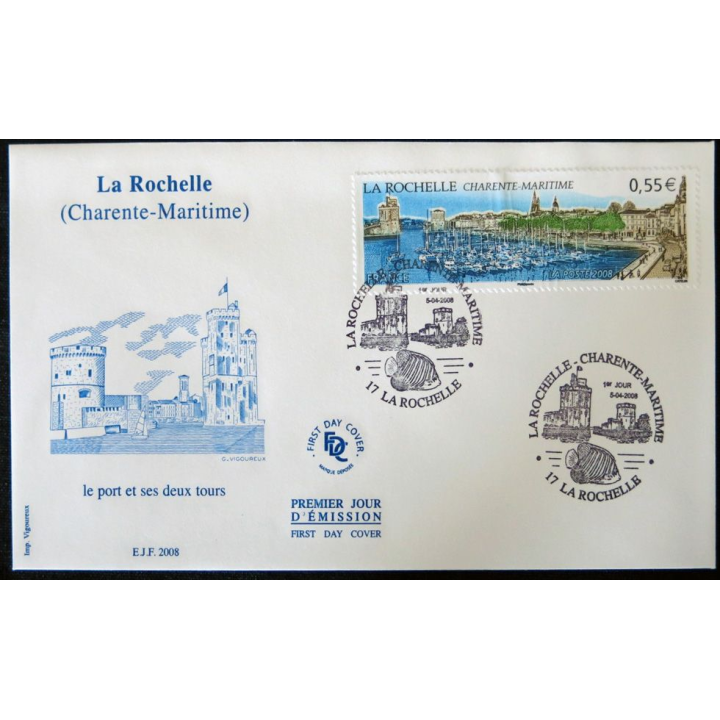 La Rochelle
(Charente-Maritime)
G. VIGOUREUX
le port et ses deux tours
Imp. Vigoureux
E.J.F. 2008
FIRST DAY COVER
FDC
MARQUE DEPOSEE
PREMIER JOUR
D'ÉMISSION
FIRST DAY COVER
LA ROCHELLE CHARENTE-MARITIME 0,55€
LA POSTE 2008
LA ROCHELLE - CHARENTE-MARITIME
1er JOUR
5-04-2008
17 LA ROCHELLE
LA ROCHELLE - CHARENTE-MARITIME
1er JOUR
5-04-2008
17 LA ROCHELLE